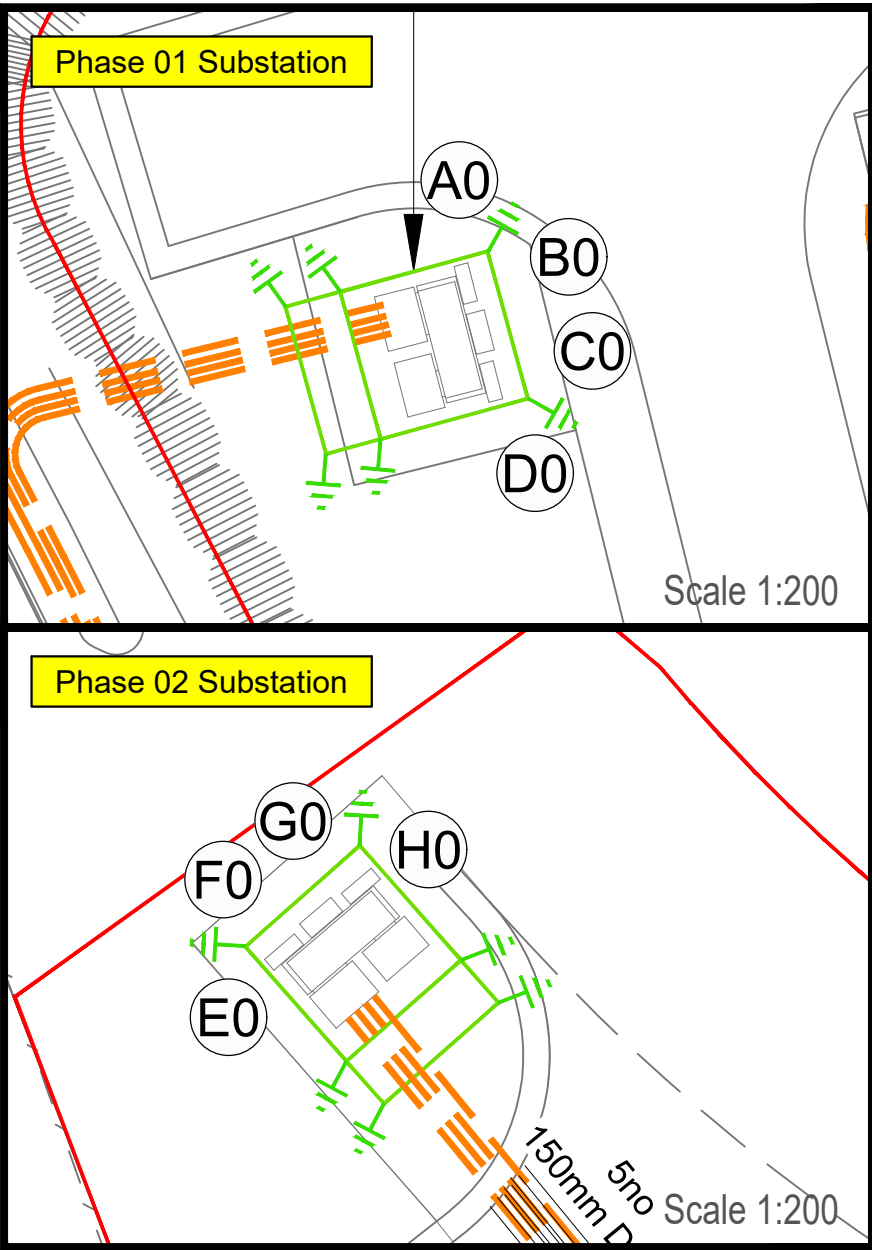 Phase 01 Substation
A0
B0
C0
D0
Scale 1:200
Phase 02 Substation
G0
H0
F0
E0
5no
150mm D
Scale 1:200